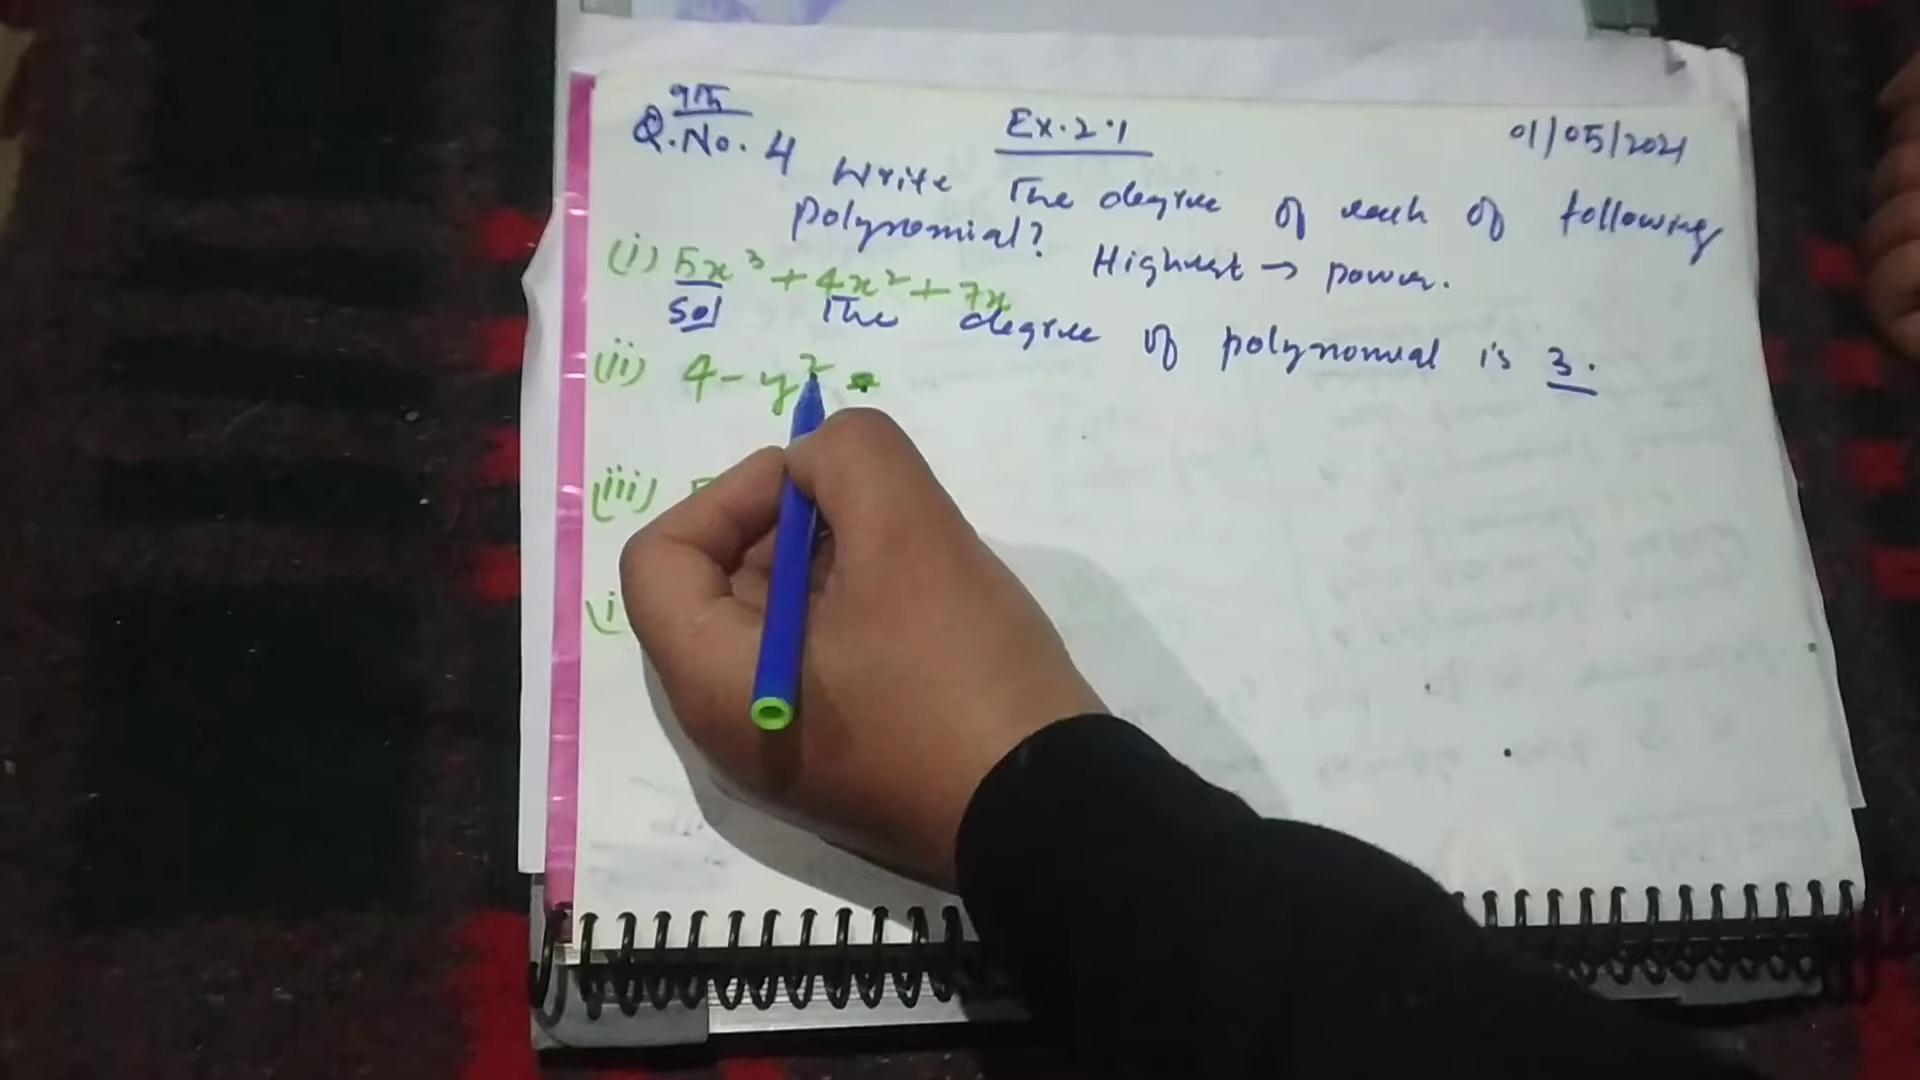 9th
Ex.2.1
01/05/2021
Q.No. 4 Write The degree of each of following
polynomial? Highest → power.
(i) 5x³ + 4x² + 7x
Sol The degree of polynomial is 3.
(ii) 4 - y²
(iii)